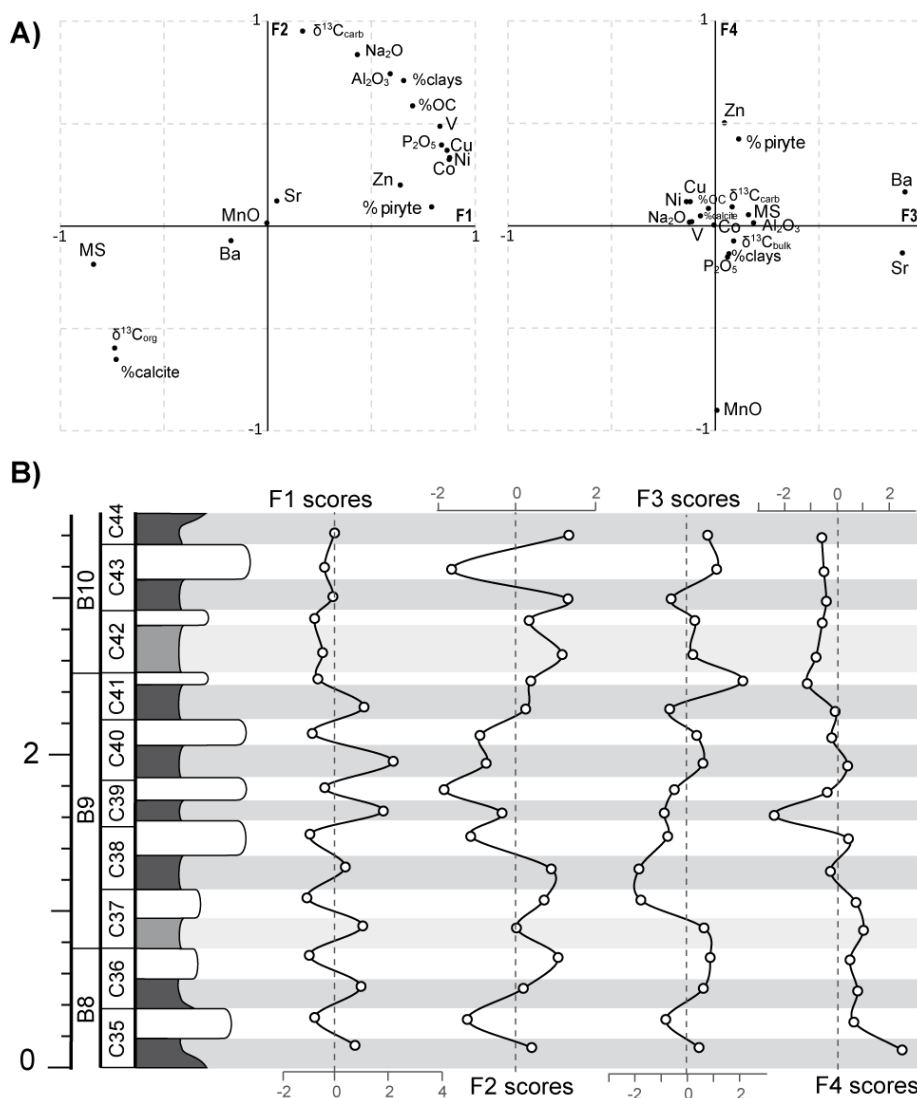 A)
1
F2
δ¹³Ccarb
Na₂O
Al₂O₃
%clays
%OC
V
P₂O₅
Cu
Ni
Co
Zn
% piryte
F1
Sr
MnO
-1
1
MS
Ba
δ¹³Corg
%calcite
-1
1
F4
Zn
% piryte
Cu
Ni
%OC
δ¹³Ccarb
Ba
MS
Na₂O
%calcite
Al₂O₃
F3
-1
1
V
Co
δ¹³Cbulk
%clays
P₂O₅
Sr
MnO
-1
B)
F1 scores
-2 0 2
F3 scores
-2 0 2
B10
B9
B8
C44
C43
C42
C41
C40
C39
C38
C37
C36
C35
2
0
-2 0 2 4
F2 scores
-2 0 2
F4 scores